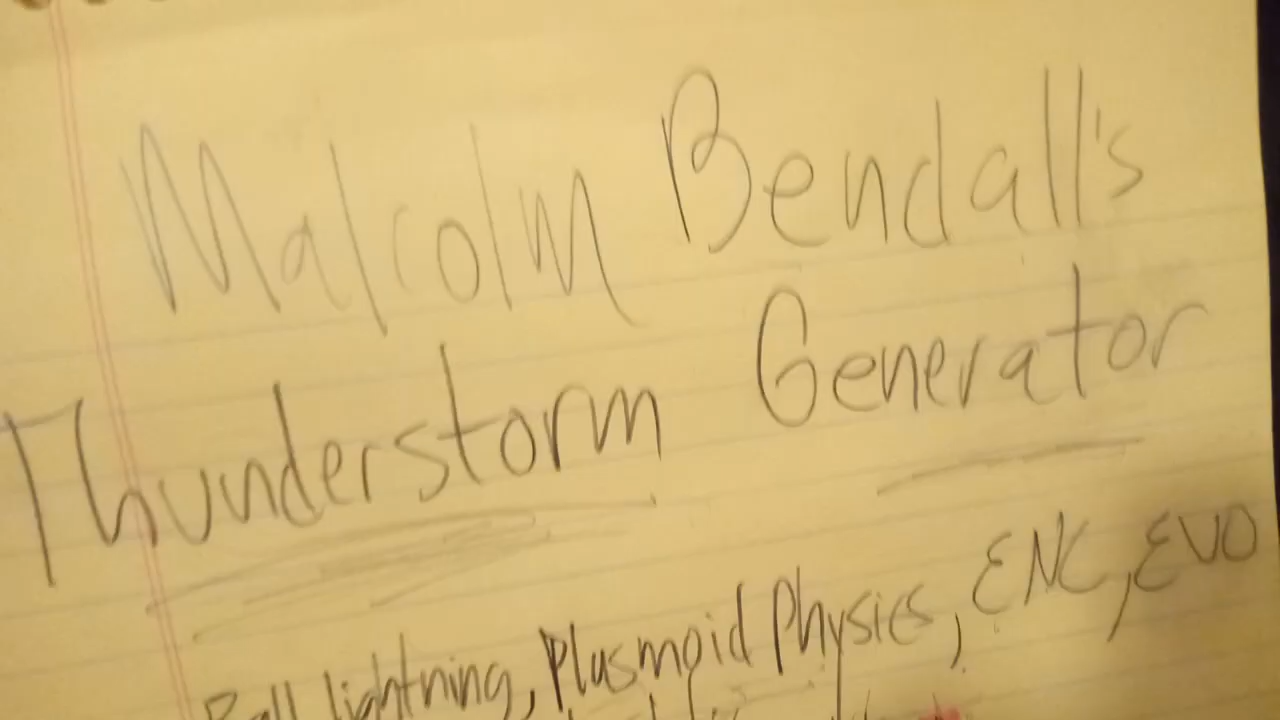 Malcolm Bendall's
Thunderstorm Generator
Ball lightning, Plasmoid Physics, ENC, EVO